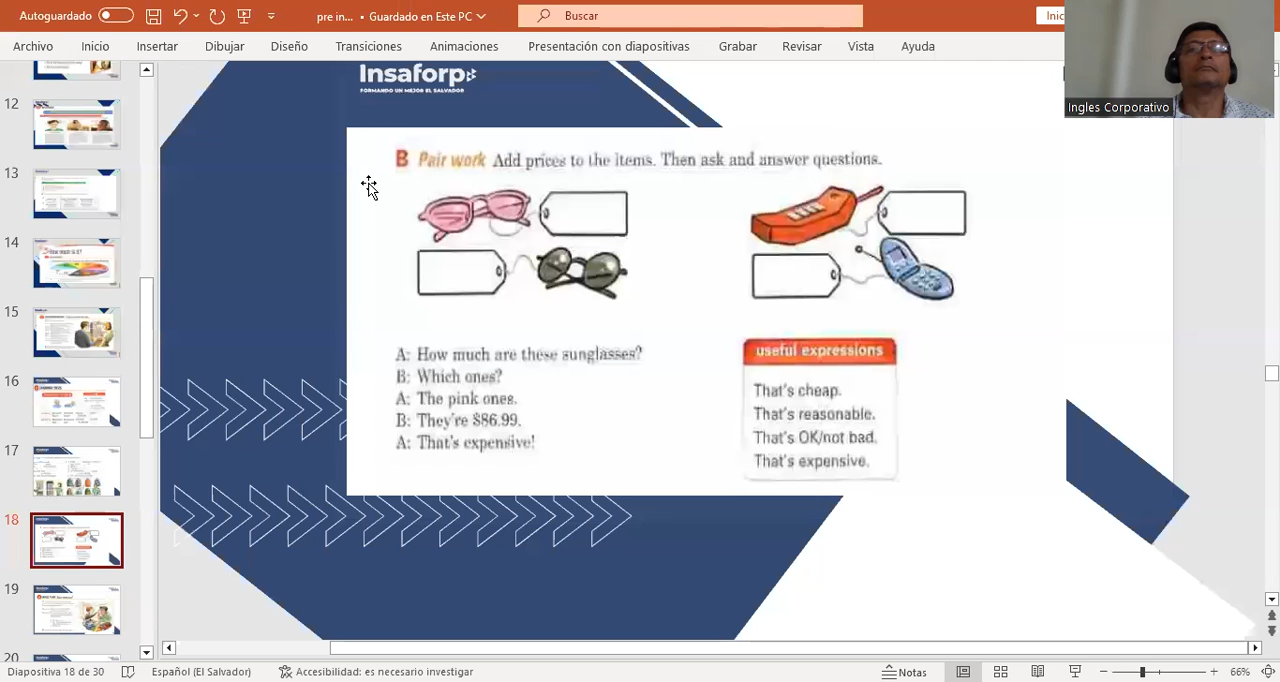 Autoguardado
pre in... • Guardado en Este PC
Buscar
Inic
Archivo Inicio Insertar Dibujar Diseño Transiciones Animaciones Presentación con diapositivas Grabar Revisar Vista Ayuda
Ingles Corporativo
12
13
14
15
16
17
18
19
20
Insaforp
FORMANDO UN MEJOR EL SALVADOR
B Pair work Add prices to the items. Then ask and answer questions.
A: How much are these sunglasses?
B: Which ones?
A: The pink ones.
B: They're $86.99.
A: That's expensive!
useful expressions
That's cheap.
That's reasonable.
That's OK/not bad.
That's expensive.
Diapositiva 18 de 30 Español (El Salvador) Accesibilidad: es necesario investigar Notas 66%